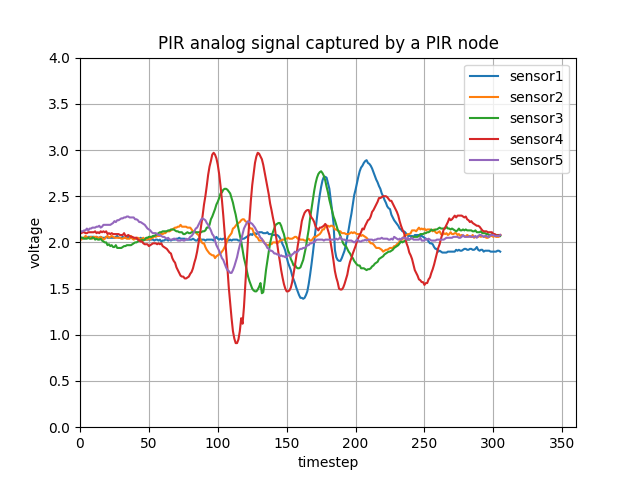 PIR analog signal captured by a PIR node
sensor1
sensor2
sensor3
sensor4
sensor5
voltage
4.0
3.5
3.0
2.5
2.0
1.5
1.0
0.5
0.0
0 50 100 150 200 250 300 350
timestep